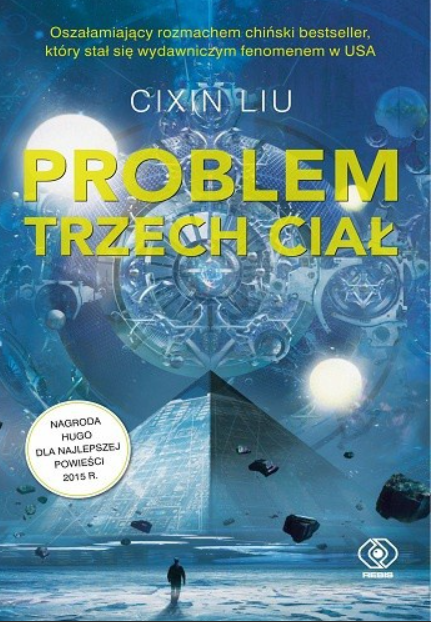 Oszałamiający rozmachem chiński bestseller,
który stał się wydawniczym fenomenem w USA
CIXIN LIU
PROBLEM
TRZECH CIAŁ
NAGRODA
HUGO
DLA NAJLEPSZEJ
POWIEŚCI
2015 R.
REBIS